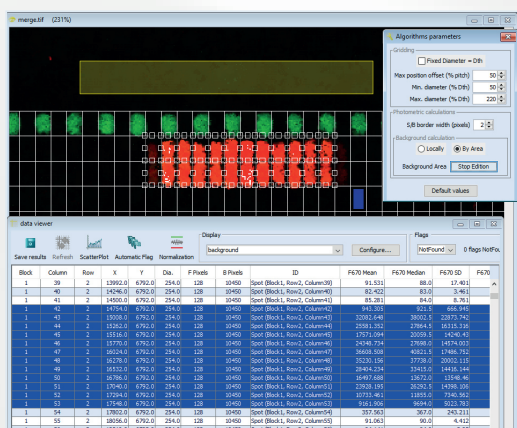 merge.tif (231%)
Algorithms parameters
Gridding
Fixed Diameter = Dth
Max position offset (% pitch) 50
Min. diameter (% Dth) 50
Max. diameter (% Dth) 220
Photometric calculations
S/B border width (pixels) 2
Background calculation
Locally By Area
Background Area Stop Edition
Default values
data viewer
Save results Refresh ScatterPlot Automatic Flag Normalization
Display
background Configure...
Flags
NotFound 0 flags NotFou
Block Column Row X Y Dia. F Pixels B Pixels ID F670 Mean F670 Median F670 SD F670
1 39 2 13992.0 6792.0 254.0 128 10450 Spot (Block1, Row2, Column39) 91.531 88.0 17.401
1 40 2 14246.0 6792.0 254.0 128 10450 Spot (Block1, Row2, Column40) 82.422 83.0 3.461
1 41 2 14500.0 6792.0 254.0 128 10450 Spot (Block1, Row2, Column41) 85.281 84.0 8.761
1 42 2 14754.0 6792.0 254.0 128 10450 Spot (Block1, Row2, Column42) 943.305 921.5 666.945
1 43 2 15008.0 6792.0 254.0 128 10450 Spot (Block1, Row2, Column43) 32062.648 38002.5 22873.742
1 44 2 15262.0 6792.0 254.0 128 10450 Spot (Block1, Row2, Column44) 25581.352 27864.5 16315.316
1 45 2 15516.0 6792.0 254.0 128 10450 Spot (Block1, Row2, Column45) 17571.094 20059.5 14240.43
1 46 2 15770.0 6792.0 254.0 128 10450 Spot (Block1, Row2, Column46) 24348.734 27698.0 14574.003
1 47 2 16024.0 6792.0 254.0 128 10450 Spot (Block1, Row2, Column47) 36608.508 40821.5 17486.752
1 48 2 16278.0 6792.0 254.0 128 10450 Spot (Block1, Row2, Column48) 35230.156 37738.0 20002.115
1 49 2 16532.0 6792.0 254.0 128 10450 Spot (Block1, Row2, Column49) 28404.234 33415.0 14416.144
1 50 2 16786.0 6792.0 254.0 128 10450 Spot (Block1, Row2, Column50) 16497.688 13672.0 13548.46
1 51 2 17040.0 6792.0 254.0 128 10450 Spot (Block1, Row2, Column51) 23928.195 26292.5 14398.106
1 52 2 17294.0 6792.0 254.0 128 10450 Spot (Block1, Row2, Column52) 10733.461 11855.0 7340.562
1 53 2 17548.0 6792.0 254.0 128 10450 Spot (Block1, Row2, Column53) 9161.906 9694.0 5023.783
1 54 2 17802.0 6792.0 254.0 128 10450 Spot (Block1, Row2, Column54) 357.563 367.0 243.211
1 55 2 18056.0 6792.0 254.0 128 10450 Spot (Block1, Row2, Column55) 91.063 90.0 4.412